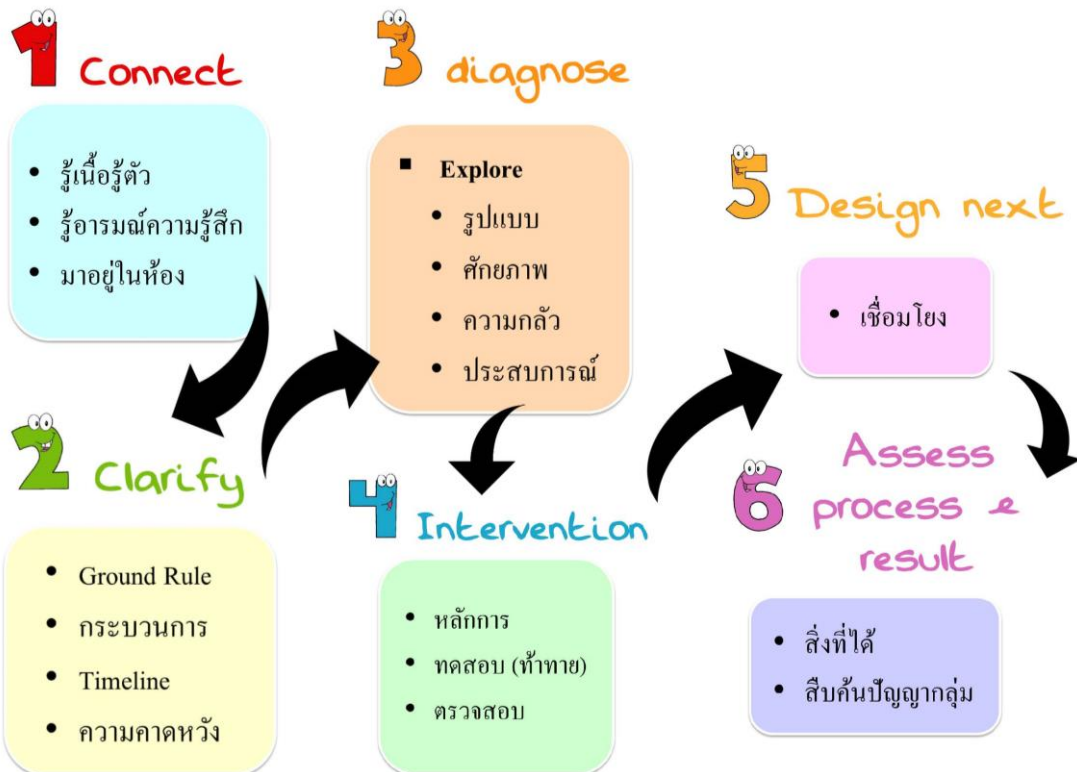 1 Connect
• รู้เนื้อรู้ตัว
• รู้อารมณ์ความรู้สึก
• มาอยู่ในห้อง
2 Clarify
• Ground Rule
• กระบวนการ
• Timeline
• ความคาดหวัง
3 diagnose
▪ Explore
• รูปแบบ
• ศักยภาพ
• ความกลัว
• ประสบการณ์
4 Intervention
• หลักการ
• ทดสอบ (ท้าทาย)
• ตรวจสอบ
5 Design next
• เชื่อมโยง
6 Assess
process &
result
• สิ่งที่ได้
• สืบค้นปัญญากลุ่ม